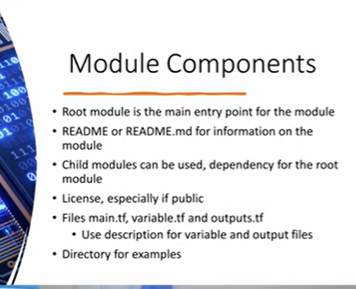 Module Components
• Root module is the main entry point for the module
• README or README.md for information on the
module
• Child modules can be used, dependency for the root
module
• License, especially if public
• Files main.tf, variable.tf and outputs.tf
• Use description for variable and output files
• Directory for examples